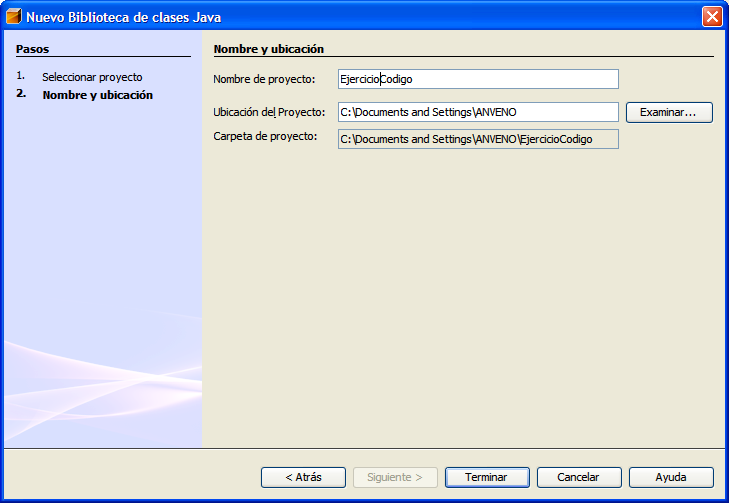 Nuevo Biblioteca de clases Java
Pasos
1. Seleccionar proyecto
2. Nombre y ubicación
Nombre y ubicación
Nombre de proyecto: EjercicioCodigo
Ubicación del Proyecto: C:\Documents and Settings\ANVENO Examinar...
Carpeta de proyecto: C:\Documents and Settings\ANVENO\EjercicioCodigo
< Atrás Siguiente > Terminar Cancelar Ayuda